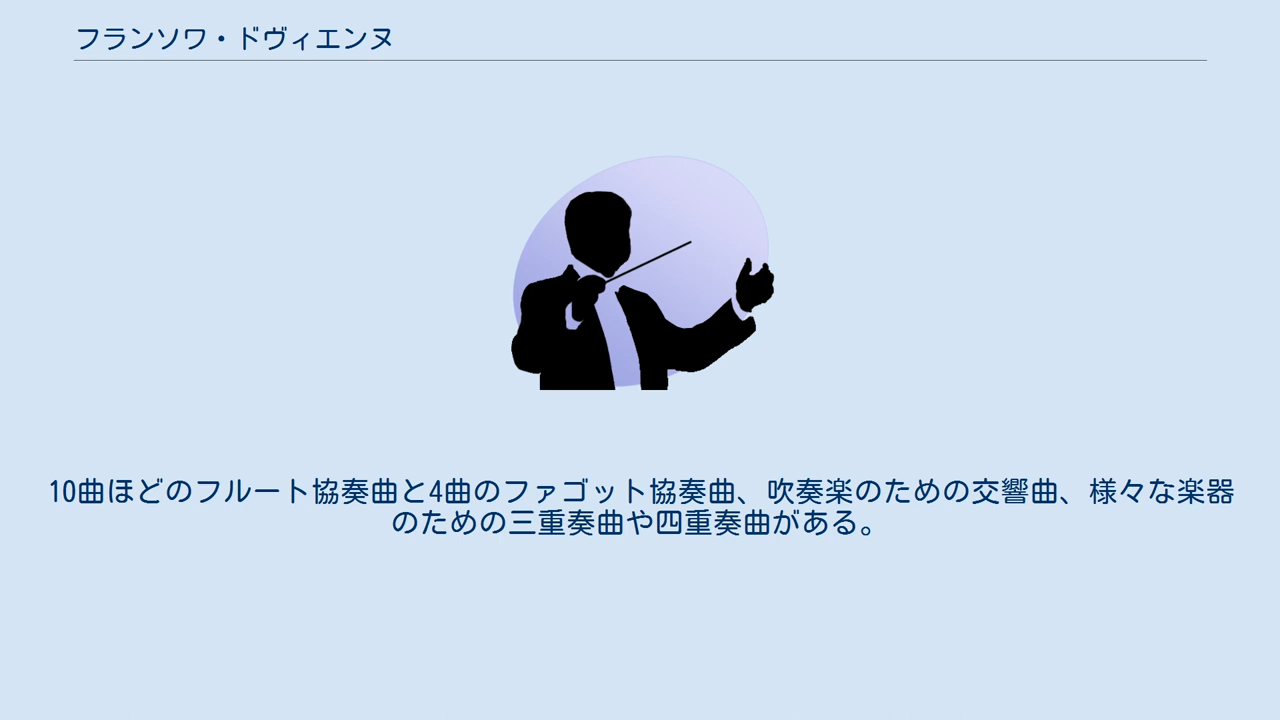 フランソワ・ドヴィエンヌ
10曲ほどのフルート協奏曲と4曲のファゴット協奏曲、吹奏楽のための交響曲、様々な楽器
のための三重奏曲や四重奏曲がある。